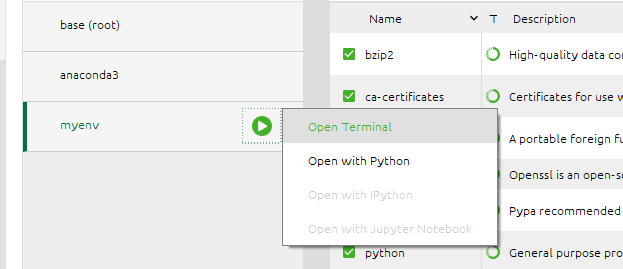 base (root)
anaconda3
myenv
Open Terminal
Open with Python
Open with IPython
Open with Jupyter Notebook
Name
T
Description
bzip2
High-quality data con
ca-certificates
Certificates for use w
A portable foreign fu
Openssl is an open-so
Pypa recommended
python
General purpose pro